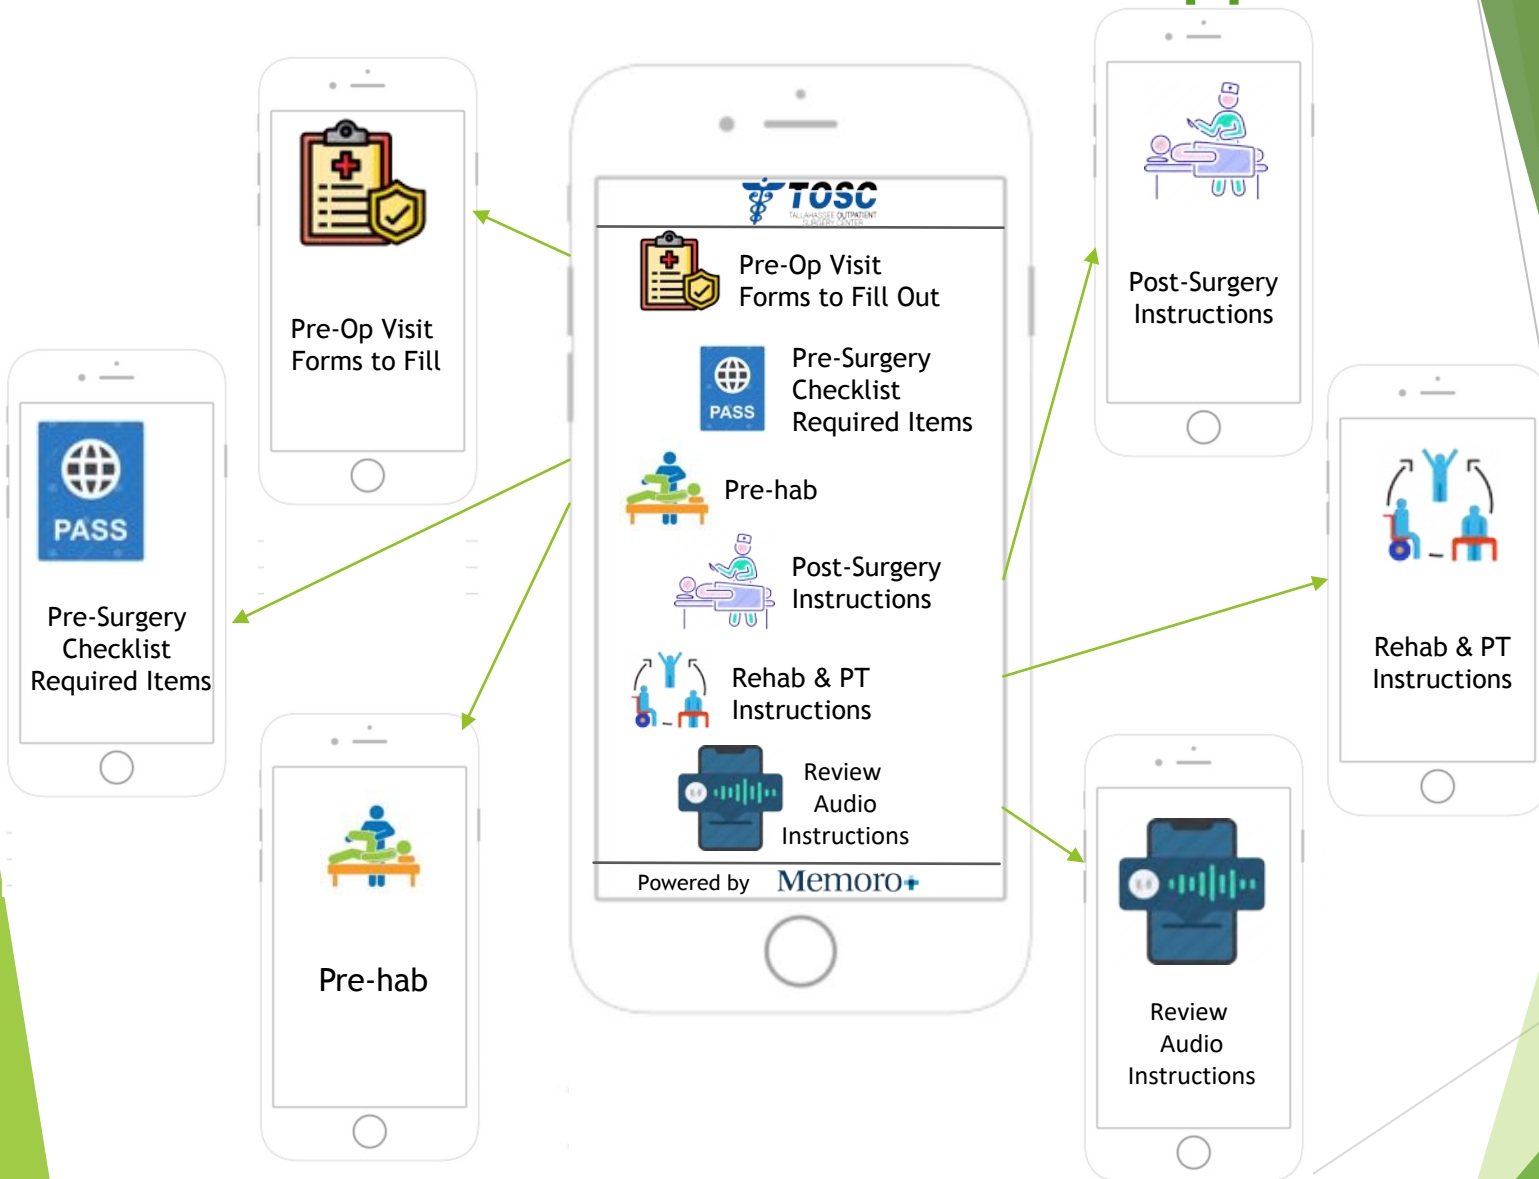 Pre-Op Visit
Forms to Fill
PASS
Pre-Surgery
Checklist
Required Items
Pre-hab
TOSC
TALLAHASSEE OUTPATIENT
SURGERY CENTER
Pre-Op Visit
Forms to Fill Out
PASS
Pre-Surgery
Checklist
Required Items
Pre-hab
Post-Surgery
Instructions
Rehab & PT
Instructions
Review
Audio
Instructions
Powered by Memoro+
Post-Surgery
Instructions
Rehab & PT
Instructions
Review
Audio
Instructions